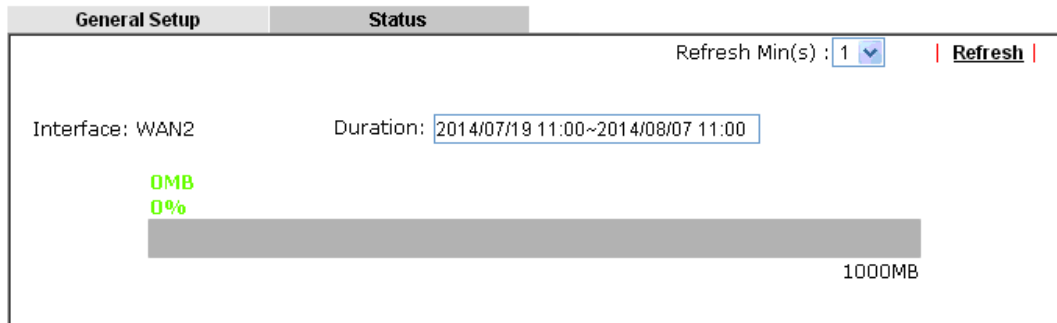 General Setup Status
Refresh Min(s) : 1 | Refresh |
Interface: WAN2 Duration: 2014/07/19 11:00~2014/08/07 11:00
0MB
0%
1000MB